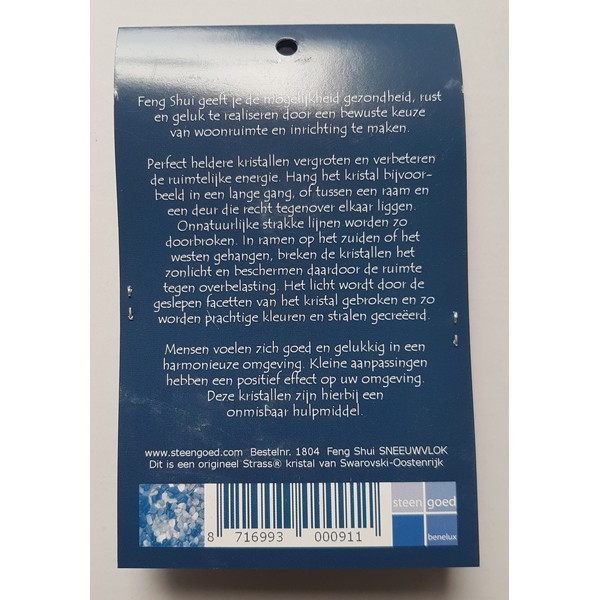 Feng Shui geeft je de mogelijkheid gezondheid, rust
en geluk te realiseren door een bewuste keuze
van woonruimte en inrichting te maken.
Perfect heldere kristallen vergroten en verbeteren
de ruimtelijke energie. Hang het kristal bijvoor-
beeld in een lange gang, of tussen een raam en
een deur die recht tegenover elkaar liggen.
Onnatuurlijke strakke lijnen worden zo
doorbroken. In ramen op het zuiden of het
westen gehangen, breken de kristallen het
zonlicht en beschermen daardoor de ruimte
tegen overbelasting. Het licht wordt door de
geslepen facetten van het kristal gebroken en zo
worden prachtige kleuren en stralen gecreëerd.
Mensen voelen zich goed en gelukkig in een
harmonieuze omgeving. Kleine aanpassingen
hebben een positief effect op uw omgeving.
Deze kristallen zijn hierbij een
onmisbaar hulpmiddel.
www.steengoed.com Bestelnr. 1804 Feng Shui SNEEUWVLOK
Dit is een origineel Strass® kristal van Swarovski-Oostenrijk
steen goed
benelux
8 716993 000911